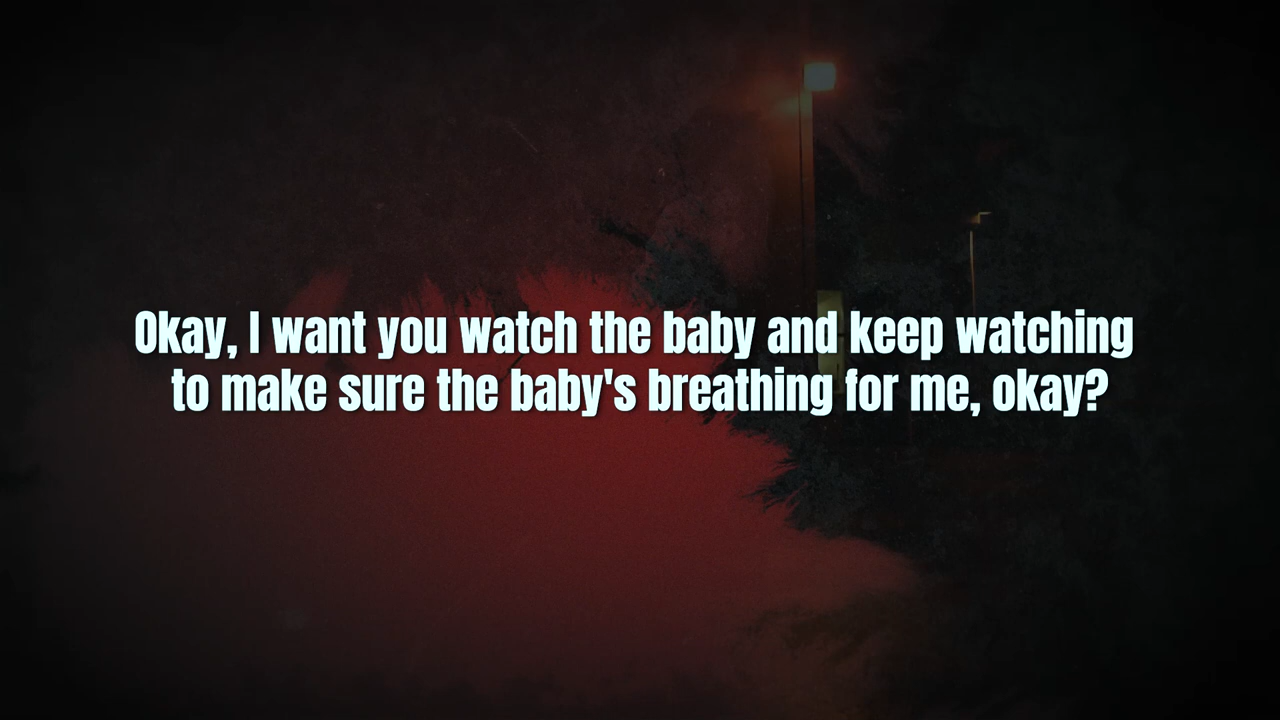 Okay, I want you watch the baby and keep watching
to make sure the baby's breathing for me, okay?